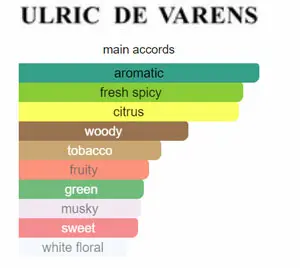 ULRIC DE VARENS
main accords
aromatic
fresh spicy
citrus
woody
tobacco
fruity
green
musky
sweet
white floral